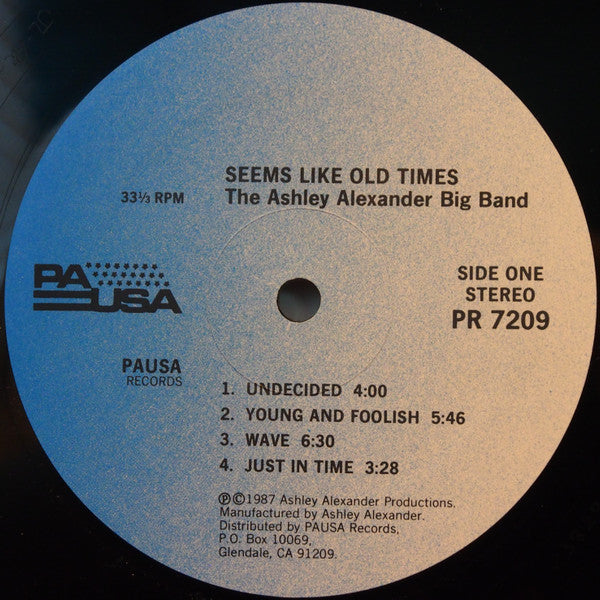 SEEMS LIKE OLD TIMES
33⅓ RPM The Ashley Alexander Big Band
PAUSA
SIDE ONE
STEREO
PR 7209
PAUSA
RECORDS
1. UNDECIDED 4:00
2. YOUNG AND FOOLISH 5:46
3. WAVE 6:30
4. JUST IN TIME 3:28
Ⓟ©1987 Ashley Alexander Productions.
Manufactured by Ashley Alexander.
Distributed by PAUSA Records,
P.O. Box 10069,
Glendale, CA 91209.